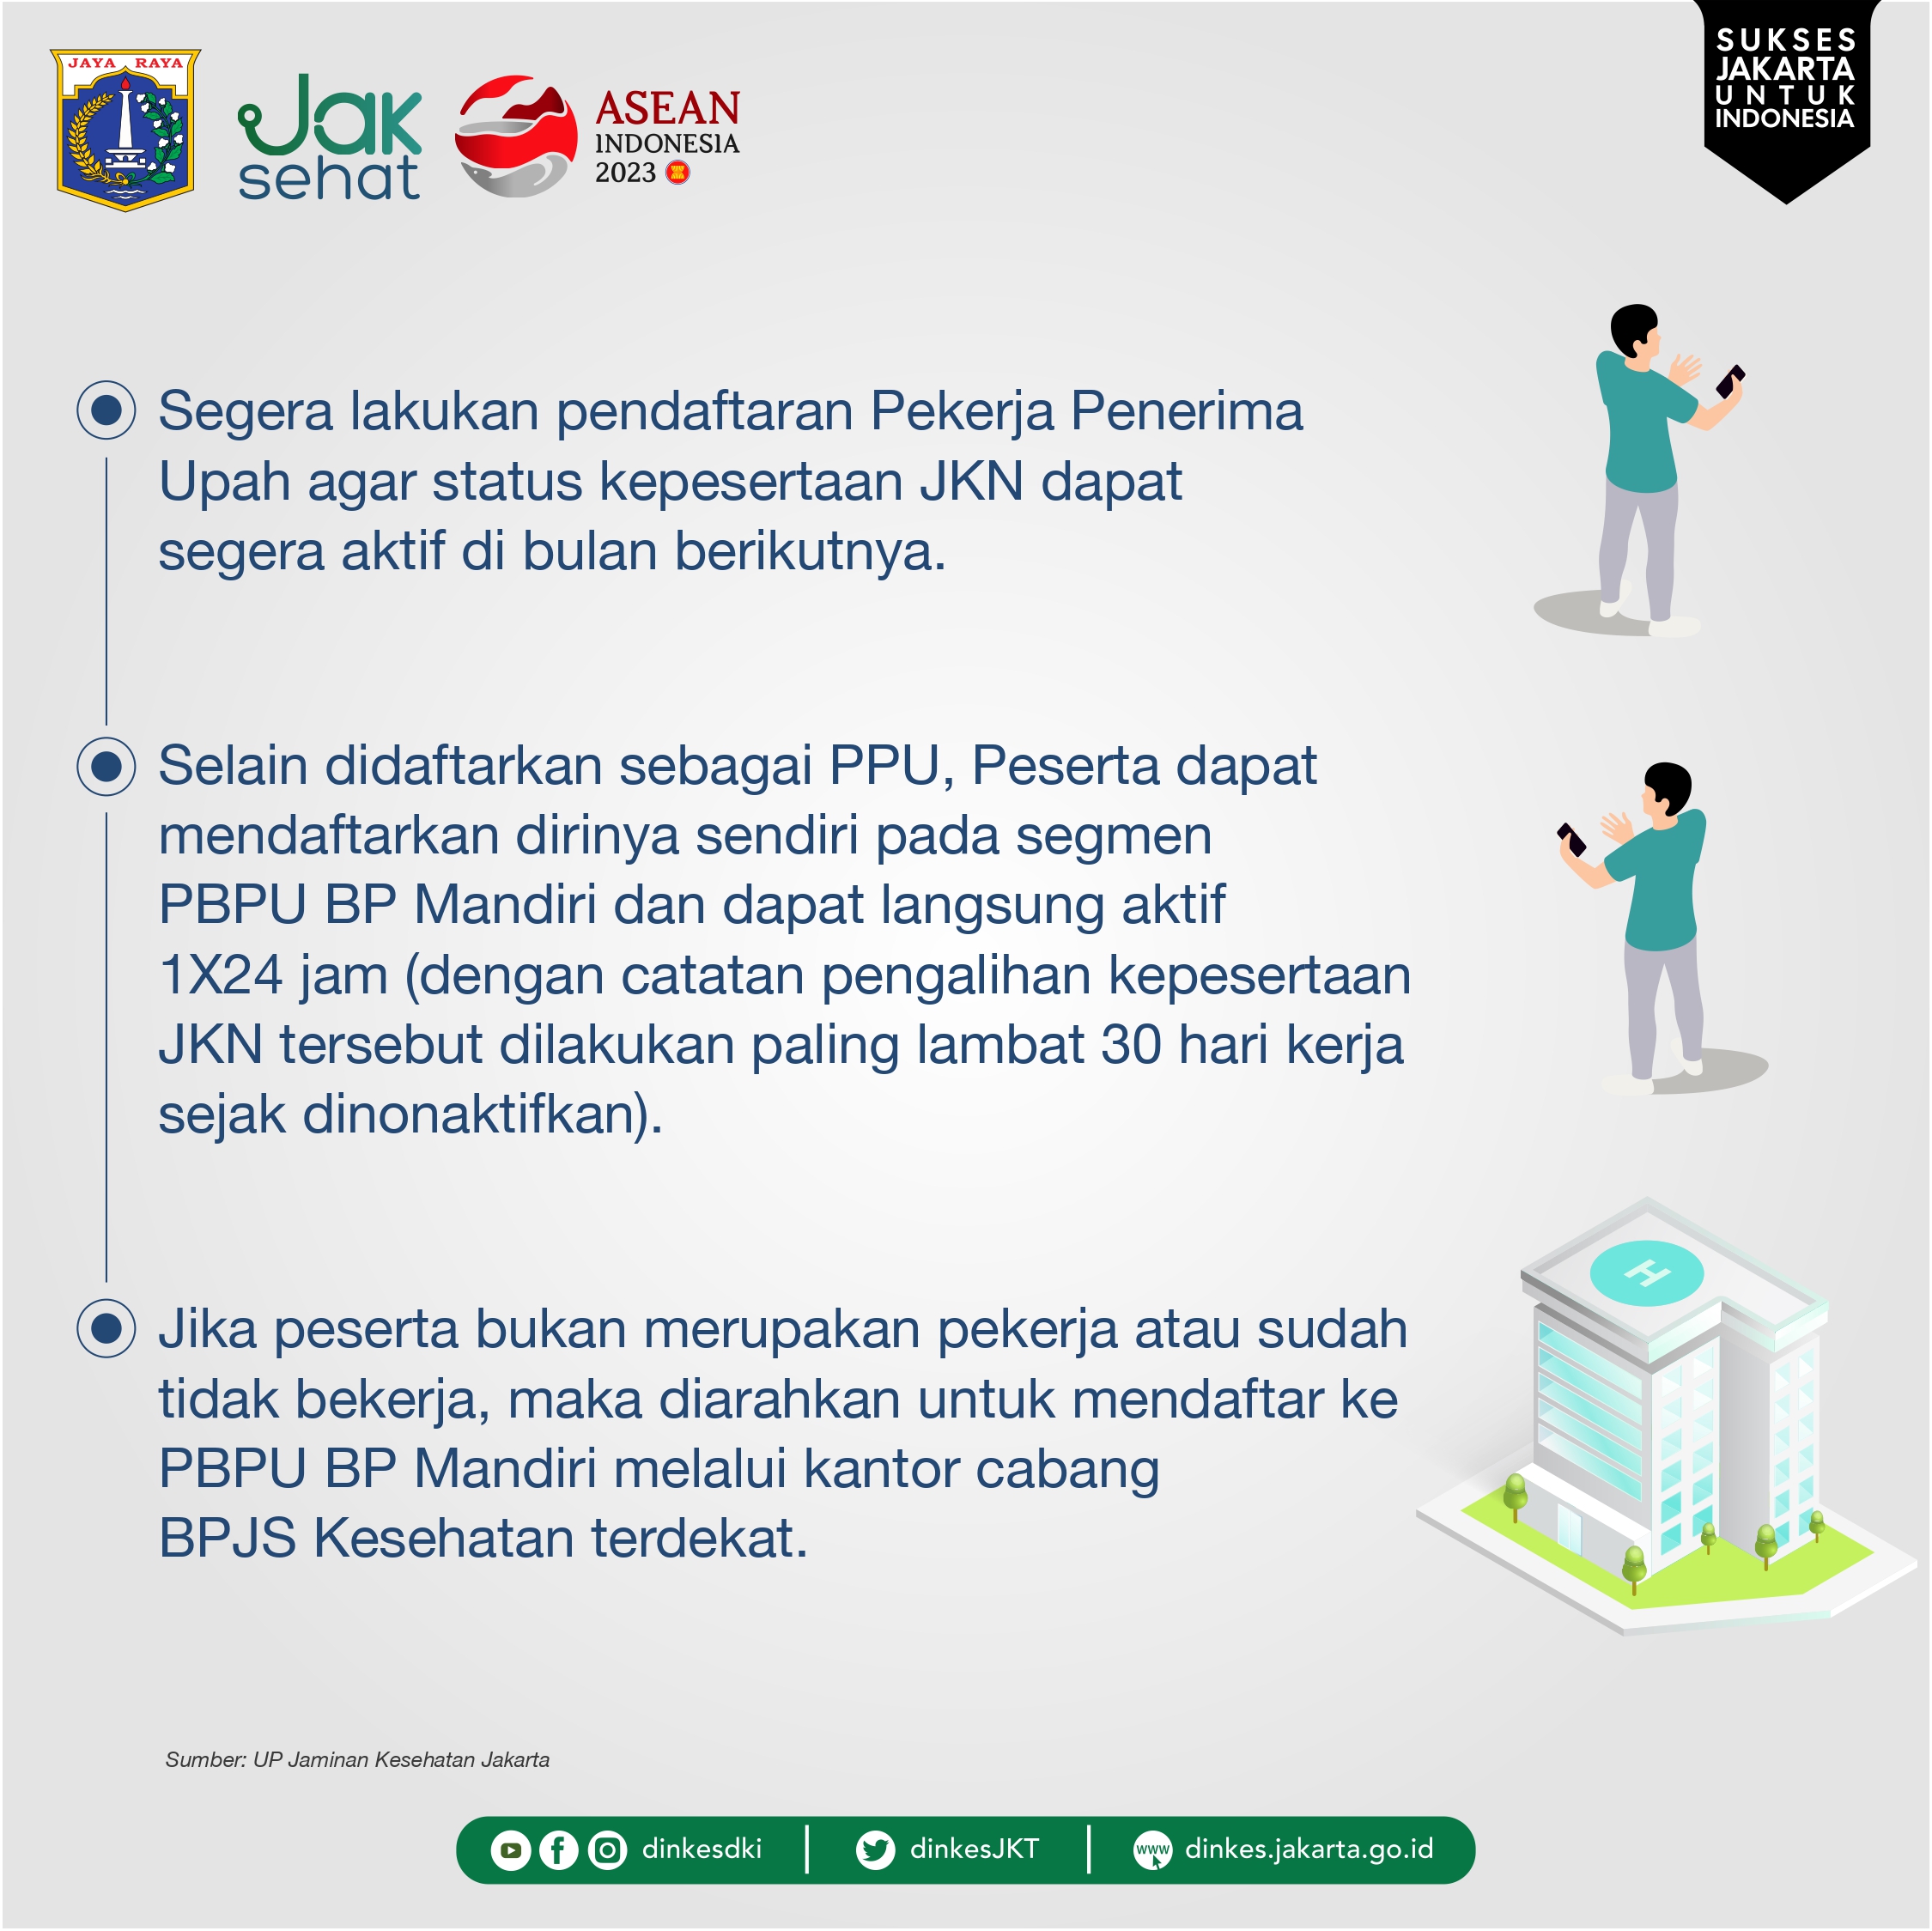 JAYA RAYA
Jak
sehat
ASEAN
INDONESIA
2023
SUKSES
JAKARTA
UNTUK
INDONESIA
Segera lakukan pendaftaran Pekerja Penerima
Upah agar status kepesertaan JKN dapat
segera aktif di bulan berikutnya.
Selain didaftarkan sebagai PPU, Peserta dapat
mendaftarkan dirinya sendiri pada segmen
PBPU BP Mandiri dan dapat langsung aktif
1X24 jam (dengan catatan pengalihan kepesertaan
JKN tersebut dilakukan paling lambat 30 hari kerja
sejak dinonaktifkan).
H
Jika peserta bukan merupakan pekerja atau sudah
tidak bekerja, maka diarahkan untuk mendaftar ke
PBPU BP Mandiri melalui kantor cabang
BPJS Kesehatan terdekat.
Sumber: UP Jaminan Kesehatan Jakarta
dinkesdki | dinkesJKT | www dinkes.jakarta.go.id